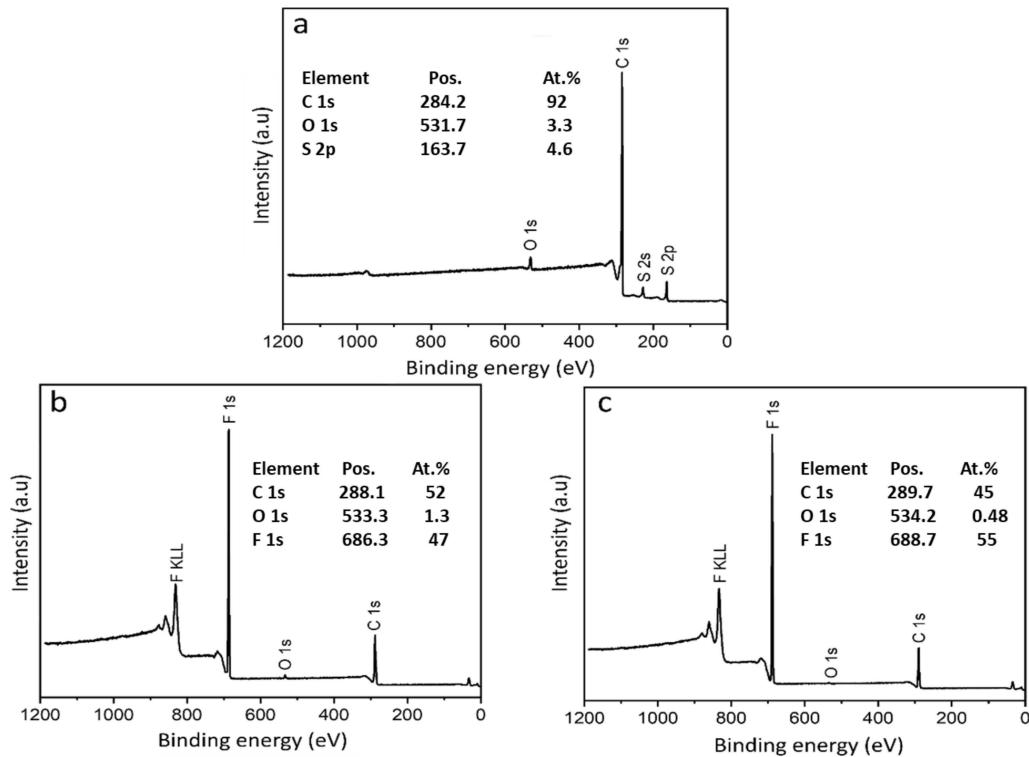 a
C 1s
Element Pos. At.%
C 1s 284.2 92
O 1s 531.7 3.3
S 2p 163.7 4.6
Intensity (a.u)
O 1s
S 2s
S 2p
1200 1000 800 600 400 200 0
Binding energy (eV)
b
F 1s
Element Pos. At.%
C 1s 288.1 52
O 1s 533.3 1.3
F 1s 686.3 47
Intensity (a.u)
F KLL
O 1s
C 1s
1200 1000 800 600 400 200 0
Binding energy (eV)
c
F 1s
Element Pos. At.%
C 1s 289.7 45
O 1s 534.2 0.48
F 1s 688.7 55
Intensity (a.u)
F KLL
O 1s
C 1s
1200 1000 800 600 400 200 0
Binding energy (eV)